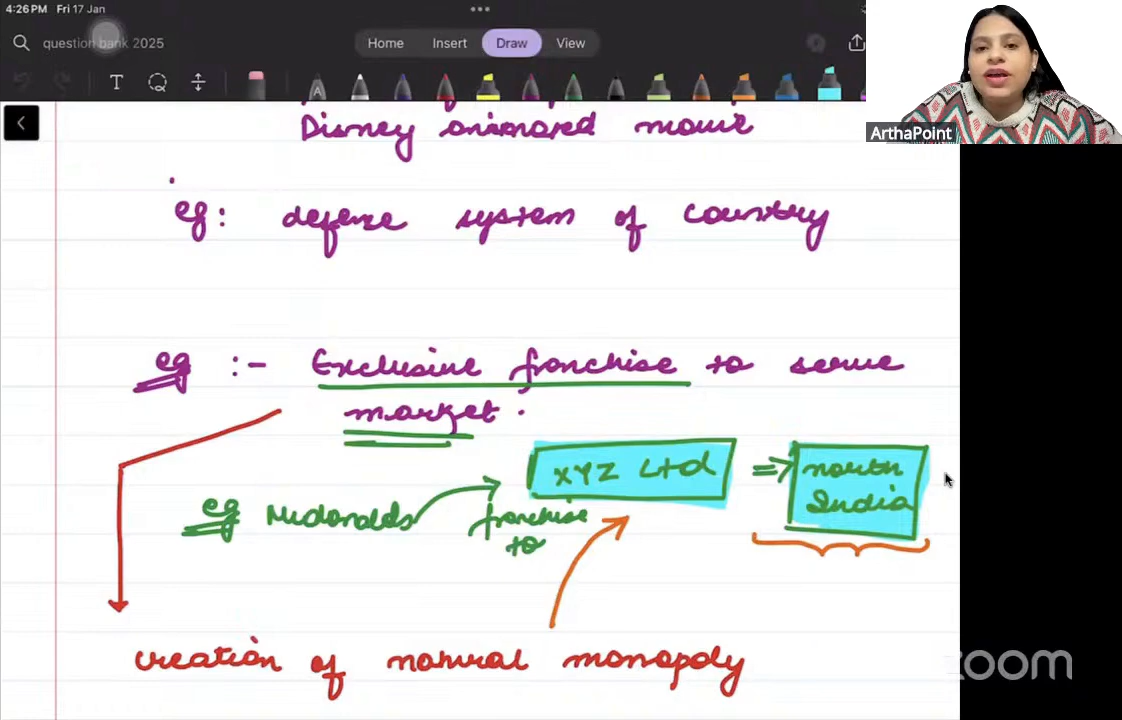 4:26 PM Fri 17 Jan
question bank 2025
Home Insert Draw View
ArthaPoint
Disney animated movie
eg: defense system of country
eg :- Exclusive franchise to serve
market.
XYZ Ltd => North
India
eg Mcdonalds franchise
to
creation of natural monopoly
zoom